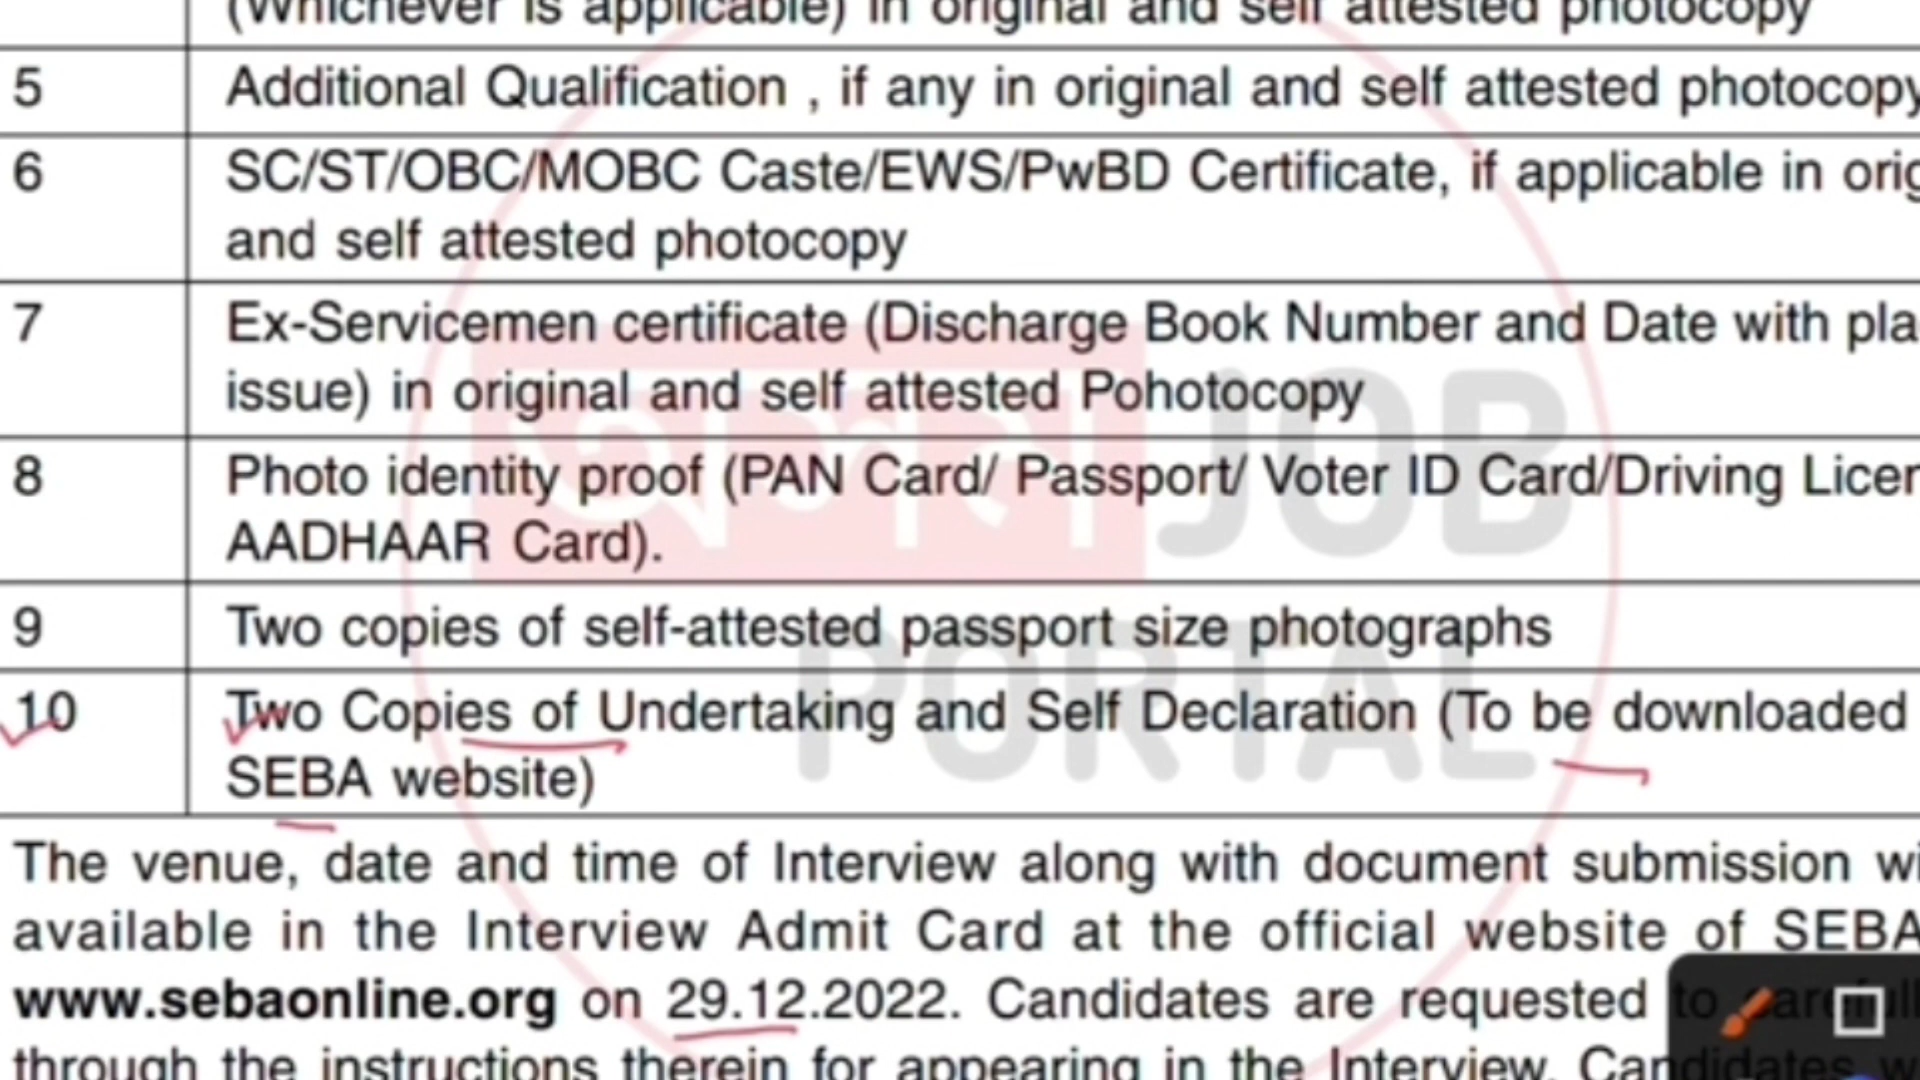 (Whichever is applicable) in original and self attested photocopy
5 Additional Qualification , if any in original and self attested photocopy
6 SC/ST/OBC/MOBC Caste/EWS/PwBD Certificate, if applicable in orig
and self attested photocopy
7 Ex-Servicemen certificate (Discharge Book Number and Date with pla
issue) in original and self attested Pohotocopy
8 Photo identity proof (PAN Card/ Passport/ Voter ID Card/Driving Licen
AADHAAR Card).
9 Two copies of self-attested passport size photographs
10 Two Copies of Undertaking and Self Declaration (To be downloaded
SEBA website)
The venue, date and time of Interview along with document submission wi
available in the Interview Admit Card at the official website of SEBA
www.sebaonline.org on 29.12.2022. Candidates are requested to carefull
through the instructions therein for appearing in the Interview. Candidates w
JOB
PORTAL